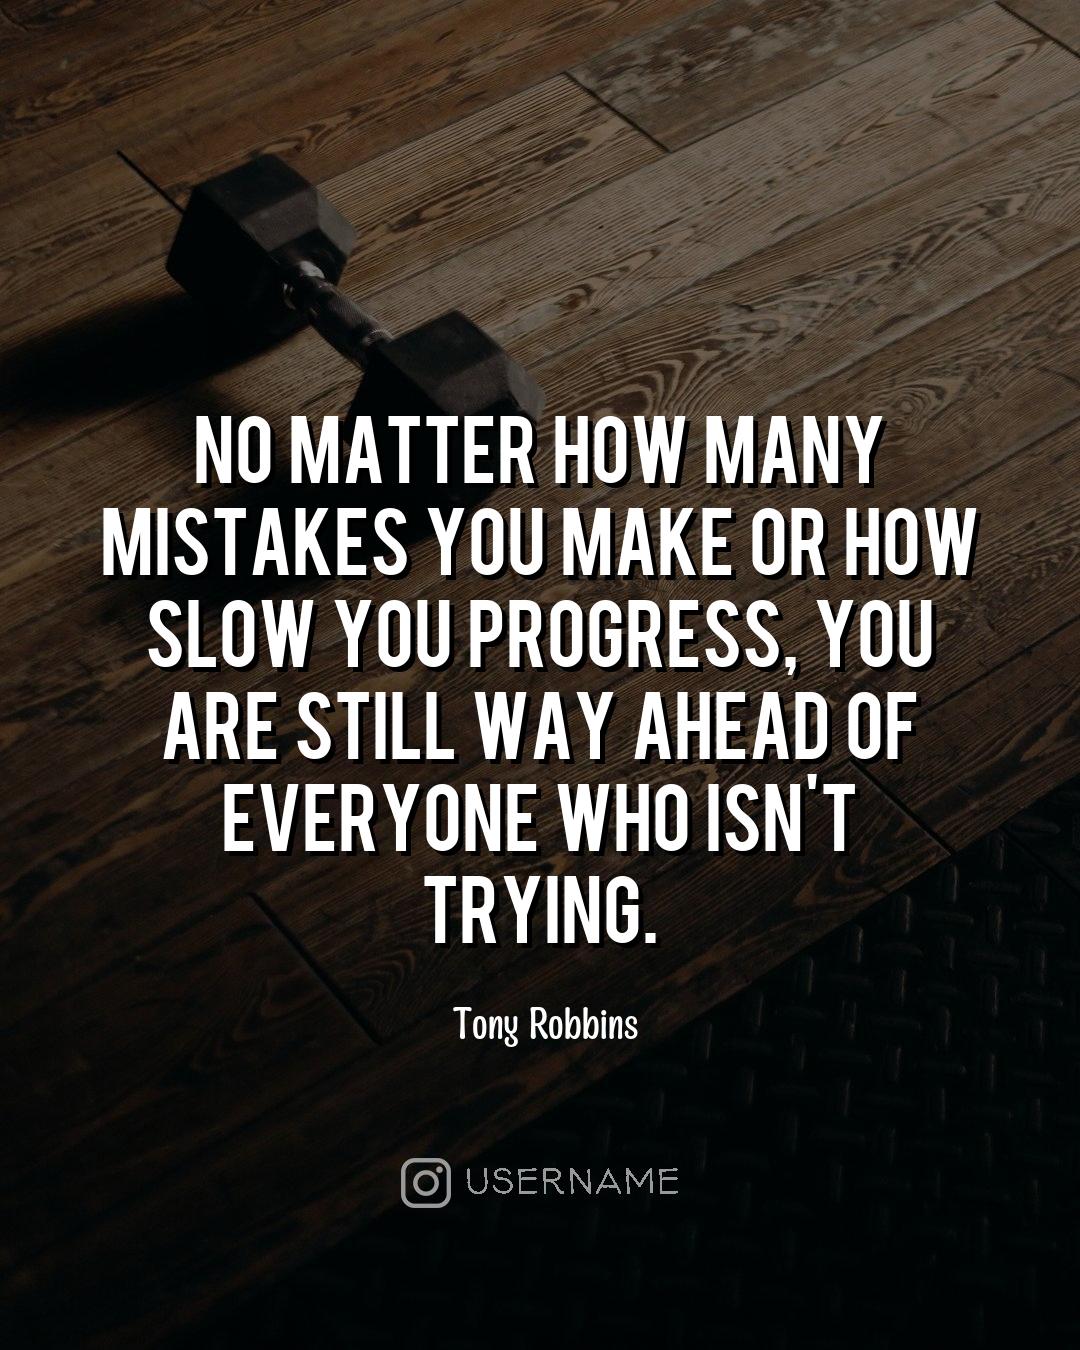 NO MATTER HOW MANY
MISTAKES YOU MAKE OR HOW
SLOW YOU PROGRESS, YOU
ARE STILL WAY AHEAD OF
EVERYONE WHO ISN'T
TRYING.
Tony Robbins
USERNAME